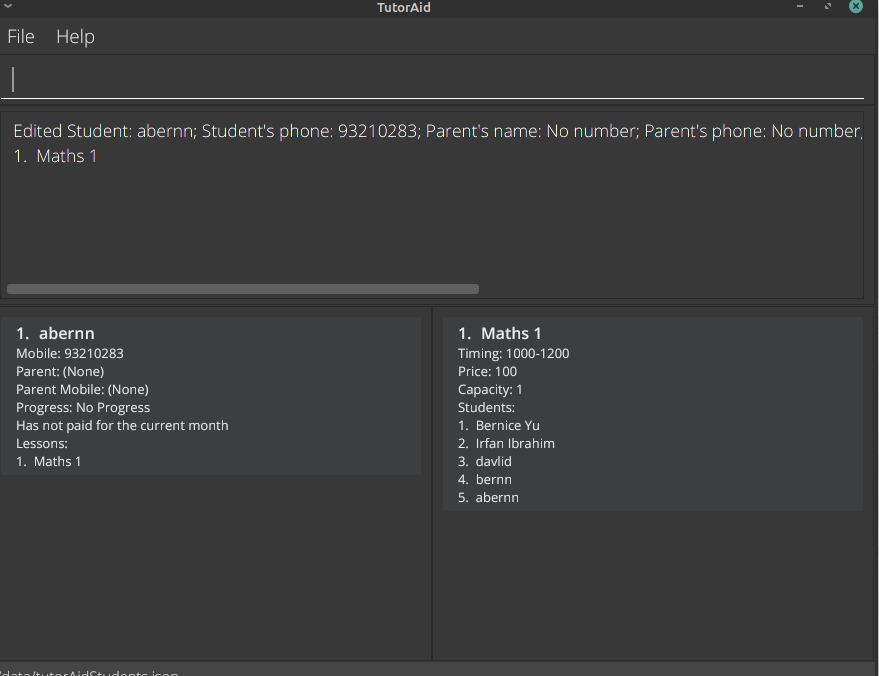 TutorAid
File Help
Edited Student: abernn; Student's phone: 93210283; Parent's name: No number; Parent's phone: No number,
1. Maths 1
1. abernn
Mobile: 93210283
Parent: (None)
Parent Mobile: (None)
Progress: No Progress
Has not paid for the current month
Lessons:
1. Maths 1
1. Maths 1
Timing: 1000-1200
Price: 100
Capacity: 1
Students:
1. Bernice Yu
2. Irfan Ibrahim
3. davlid
4. bernn
5. abernn
/data/tutorAidStudents.json